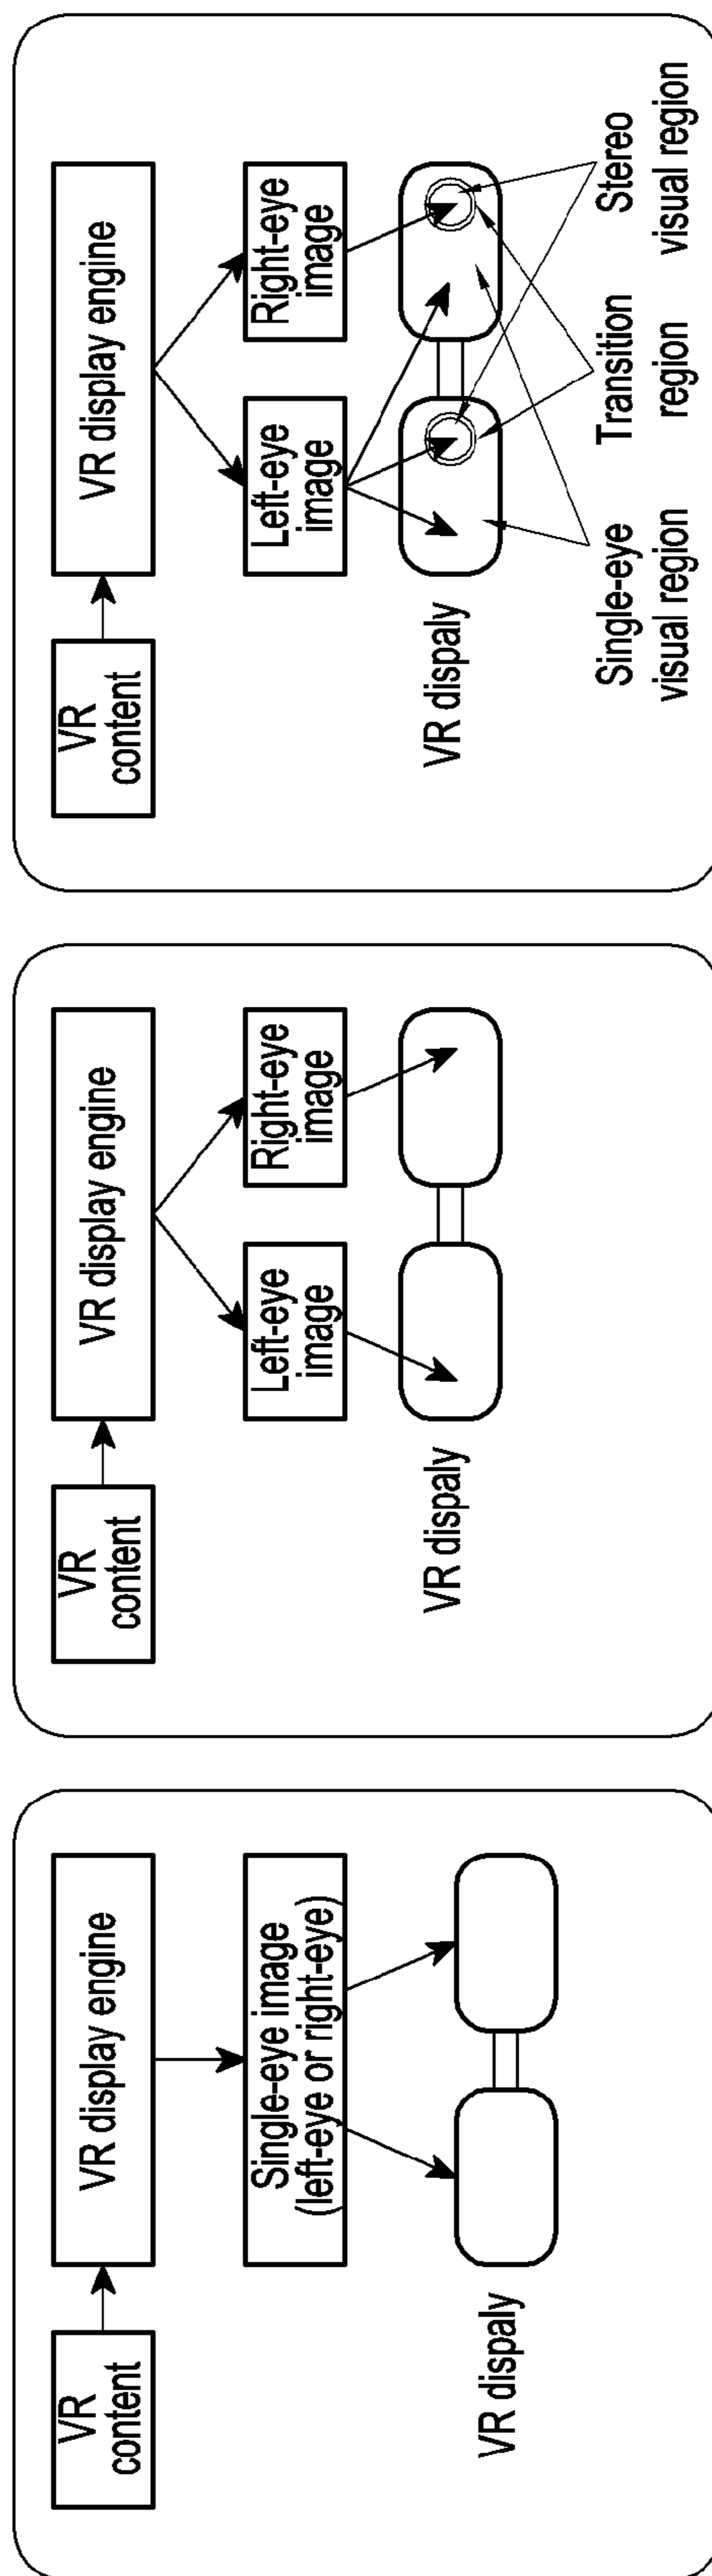 VR
content
VR display engine
Single-eye image
(left-eye or right-eye)
VR dispaly
VR
content
VR display engine
Left-eye
image
Right-eye
image
VR dispaly
VR
content
VR display engine
Left-eye
image
Right-eye
image
VR dispaly
Single-eye
visual region
Transition
region
Stereo
visual region